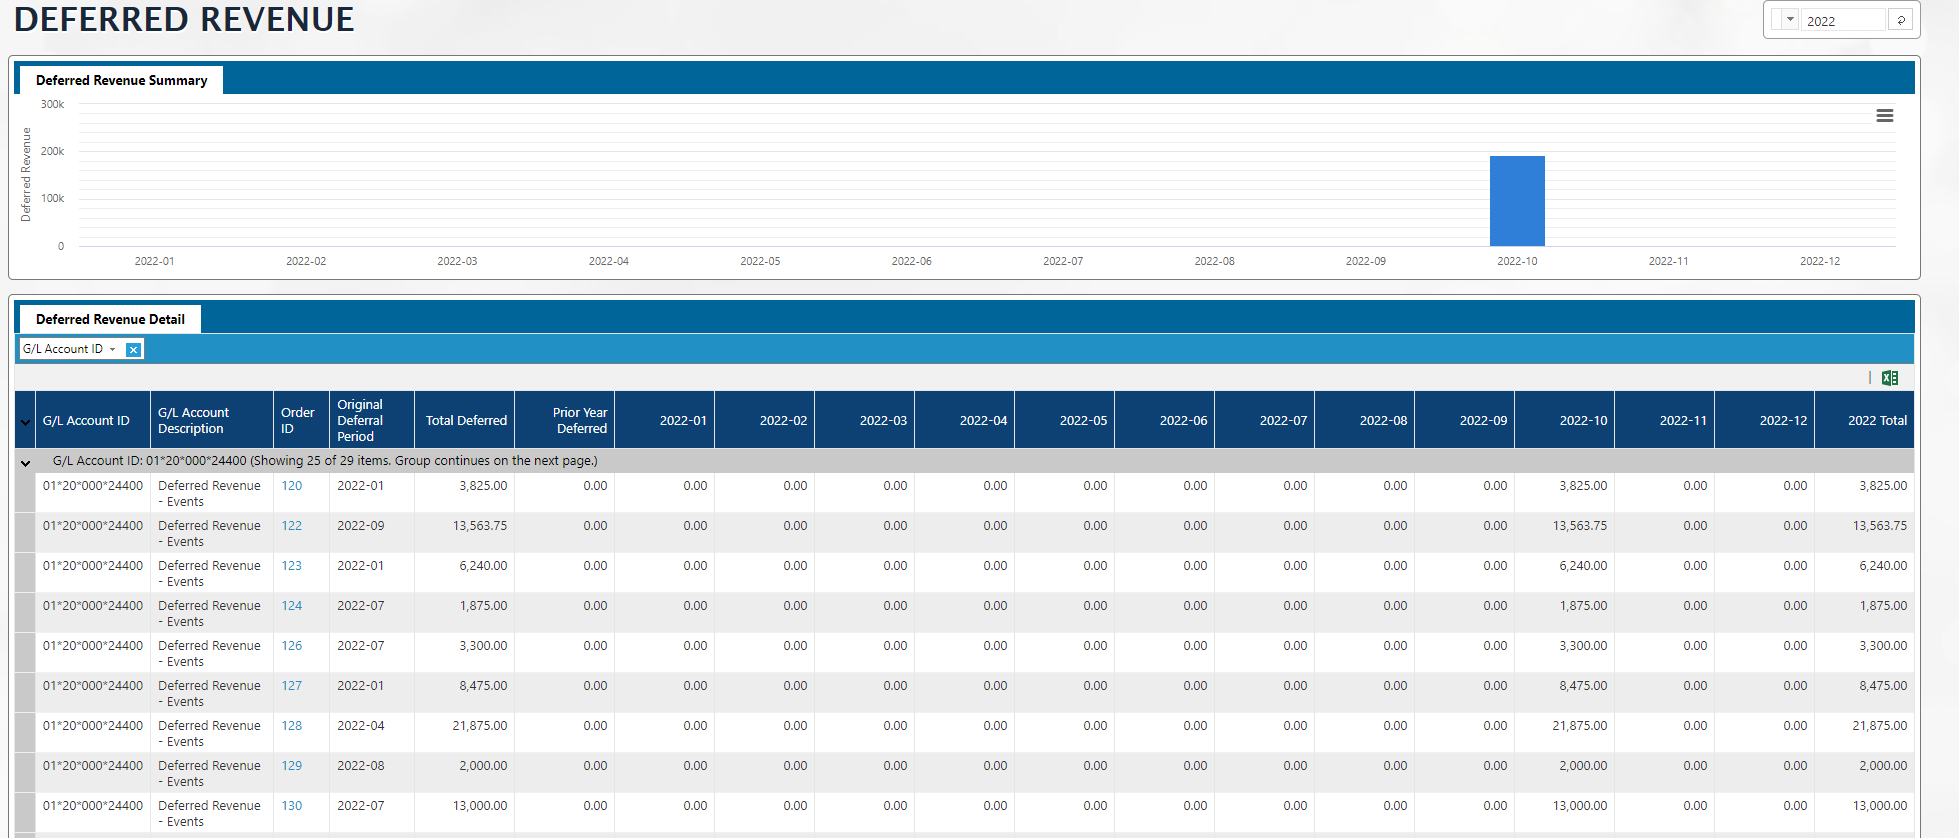 DEFERRED REVENUE
2022
Deferred Revenue Summary
300k
200k
100k
0
Deferred Revenue
2022-01 2022-02 2022-03 2022-04 2022-05 2022-06 2022-07 2022-08 2022-09 2022-10 2022-11 2022-12
Deferred Revenue Detail
G/L Account ID
G/L Account ID G/L Account Description Order ID Original Deferral Period Total Deferred Prior Year Deferred 2022-01 2022-02 2022-03 2022-04 2022-05 2022-06 2022-07 2022-08 2022-09 2022-10 2022-11 2022-12 2022 Total
G/L Account ID: 01*20*000*24400 (Showing 25 of 29 items. Group continues on the next page.)
01*20*000*24400 Deferred Revenue - Events 120 2022-01 3,825.00 0.00 0.00 0.00 0.00 0.00 0.00 0.00 0.00 0.00 0.00 3,825.00 0.00 0.00 3,825.00
01*20*000*24400 Deferred Revenue - Events 122 2022-09 13,563.75 0.00 0.00 0.00 0.00 0.00 0.00 0.00 0.00 0.00 0.00 13,563.75 0.00 0.00 13,563.75
01*20*000*24400 Deferred Revenue - Events 123 2022-01 6,240.00 0.00 0.00 0.00 0.00 0.00 0.00 0.00 0.00 0.00 0.00 6,240.00 0.00 0.00 6,240.00
01*20*000*24400 Deferred Revenue - Events 124 2022-07 1,875.00 0.00 0.00 0.00 0.00 0.00 0.00 0.00 0.00 0.00 0.00 1,875.00 0.00 0.00 1,875.00
01*20*000*24400 Deferred Revenue - Events 126 2022-07 3,300.00 0.00 0.00 0.00 0.00 0.00 0.00 0.00 0.00 0.00 0.00 3,300.00 0.00 0.00 3,300.00
01*20*000*24400 Deferred Revenue - Events 127 2022-01 8,475.00 0.00 0.00 0.00 0.00 0.00 0.00 0.00 0.00 0.00 0.00 8,475.00 0.00 0.00 8,475.00
01*20*000*24400 Deferred Revenue - Events 128 2022-04 21,875.00 0.00 0.00 0.00 0.00 0.00 0.00 0.00 0.00 0.00 0.00 21,875.00 0.00 0.00 21,875.00
01*20*000*24400 Deferred Revenue - Events 129 2022-08 2,000.00 0.00 0.00 0.00 0.00 0.00 0.00 0.00 0.00 0.00 0.00 2,000.00 0.00 0.00 2,000.00
01*20*000*24400 Deferred Revenue - Events 130 2022-07 13,000.00 0.00 0.00 0.00 0.00 0.00 0.00 0.00 0.00 0.00 0.00 13,000.00 0.00 0.00 13,000.00